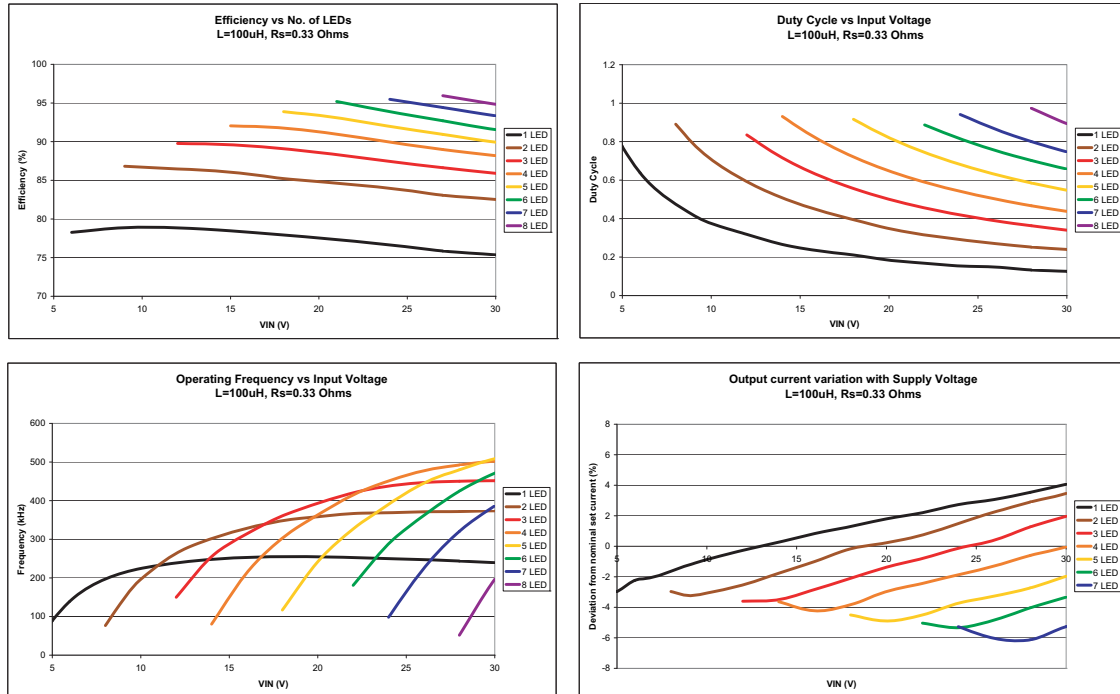 Efficiency vs No. of LEDs
L=100uH, Rs=0.33 Ohms
100
95
90
85
80
75
70
5
10
15
20
25
30
Efficiency (%)
VIN (V)
1 LED
2 LED
3 LED
4 LED
5 LED
6 LED
7 LED
8 LED
Duty Cycle vs Input Voltage
L=100uH, Rs=0.33 Ohms
1.2
1
0.8
0.6
0.4
0.2
0
5
10
15
20
25
30
Duty Cycle
VIN (V)
1 LED
2 LED
3 LED
4 LED
5 LED
6 LED
7 LED
8 LED
Operating Frequency vs Input Voltage
L=100uH, Rs=0.33 Ohms
600
500
400
300
200
100
0
5
10
15
20
25
30
Frequency (kHz)
VIN (V)
1 LED
2 LED
3 LED
4 LED
5 LED
6 LED
7 LED
8 LED
Output current variation with Supply Voltage
L=100uH, Rs=0.33 Ohms
8
6
4
2
0
-2
-4
-6
-8
5
10
15
20
25
30
Deviation from nominal set current (%)
VIN (V)
1 LED
2 LED
3 LED
4 LED
5 LED
6 LED
7 LED